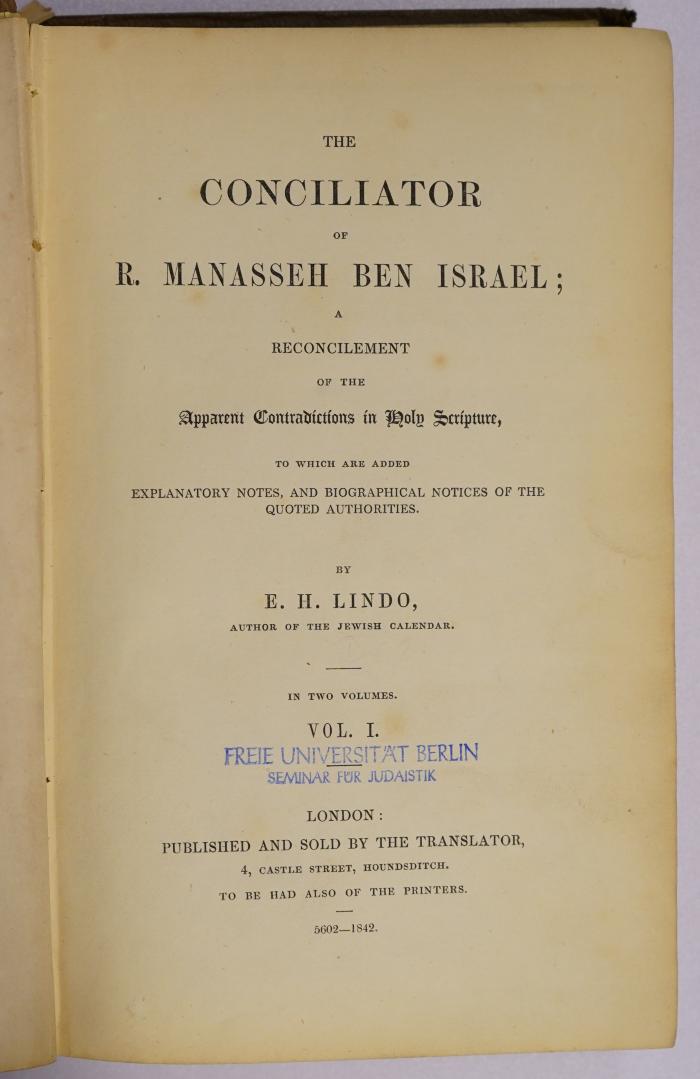 THE
CONCILIATOR
OF
R. MANASSEH BEN ISRAEL;
A
RECONCILEMENT
OF THE
Apparent Contradictions in Holy Scripture,
TO WHICH ARE ADDED
EXPLANATORY NOTES, AND BIOGRAPHICAL NOTICES OF THE
QUOTED AUTHORITIES.
BY
E. H. LINDO,
AUTHOR OF THE JEWISH CALENDAR.
IN TWO VOLUMES.
VOL. I.
FREIE UNIVERSITÄT BERLIN
SEMINAR FÜR JUDAISTIK
LONDON:
PUBLISHED AND SOLD BY THE TRANSLATOR,
4, CASTLE STREET, HOUNDSDITCH.
TO BE HAD ALSO OF THE PRINTERS.
5602—1842.